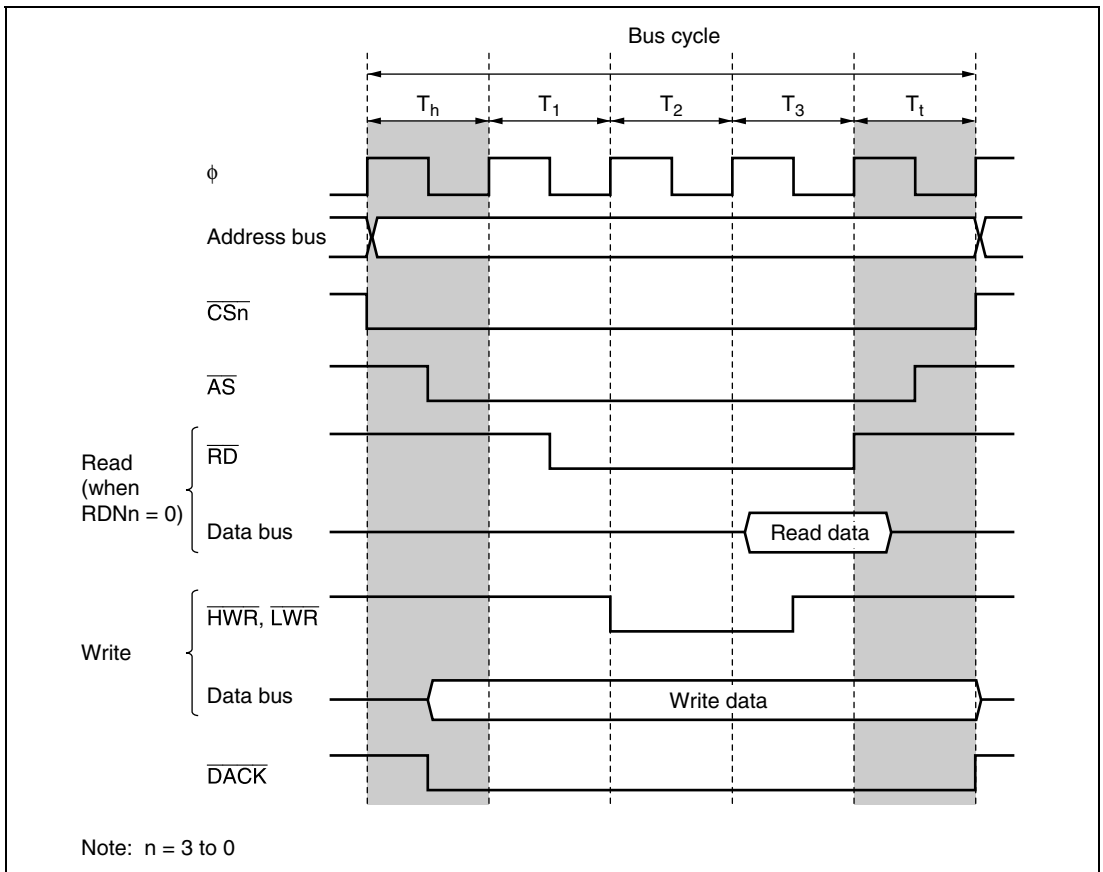 Bus cycle
Th T1 T2 T3 Tt
ϕ
Address bus
CSn
AS
Read
(when
RDNn = 0)
RD
Data bus
Read data
Write
HWR, LWR
Data bus
Write data
DACK
Note: n = 3 to 0